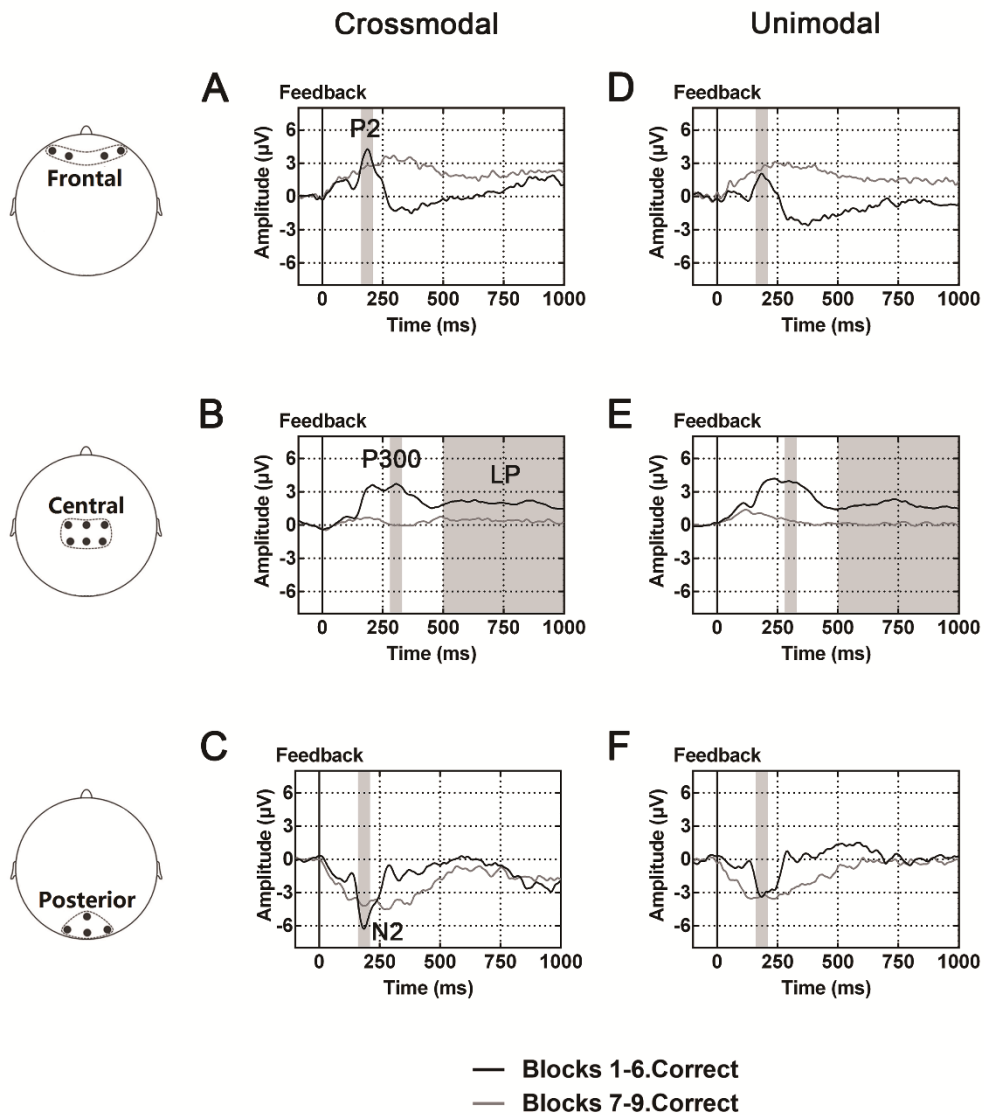 Crossmodal
Unimodal
A
Feedback
P2
6
3
0
-3
-6
Amplitude (µV)
0 250 500 750 1000
Time (ms)
D
Feedback
6
3
0
-3
-6
Amplitude (µV)
0 250 500 750 1000
Time (ms)
Frontal
B
Feedback
P300
LP
6
3
0
-3
-6
Amplitude (µV)
0 250 500 750 1000
Time (ms)
E
Feedback
6
3
0
-3
-6
Amplitude (µV)
0 250 500 750 1000
Time (ms)
Central
C
Feedback
N2
6
3
0
-3
-6
Amplitude (µV)
0 250 500 750 1000
Time (ms)
F
Feedback
6
3
0
-3
-6
Amplitude (µV)
0 250 500 750 1000
Time (ms)
Posterior
Blocks 1-6.Correct
Blocks 7-9.Correct